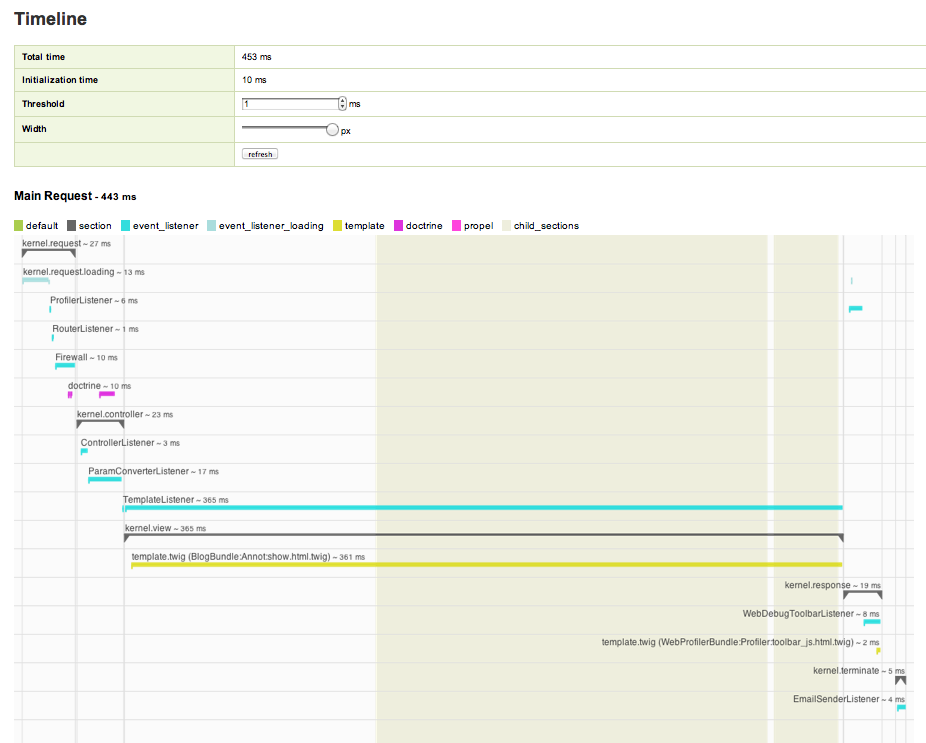 Timeline
Total time 453 ms
Initialization time 10 ms
Threshold 1 ms
Width px
refresh
Main Request - 443 ms
default section event_listener event_listener_loading template doctrine propel child_sections
kernel.request ~ 27 ms
kernel.request.loading ~ 13 ms
ProfilerListener ~ 6 ms
RouterListener ~ 1 ms
Firewall ~ 10 ms
doctrine ~ 10 ms
kernel.controller ~ 23 ms
ControllerListener ~ 3 ms
ParamConverterListener ~ 17 ms
TemplateListener ~ 365 ms
kernel.view ~ 365 ms
template.twig (BlogBundle:Annot:show.html.twig) ~ 361 ms
kernel.response ~ 19 ms
WebDebugToolbarListener ~ 8 ms
template.twig (WebProfilerBundle:Profiler:toolbar_js.html.twig) ~ 2 ms
kernel.terminate ~ 5 ms
EmailSenderListener ~ 4 ms